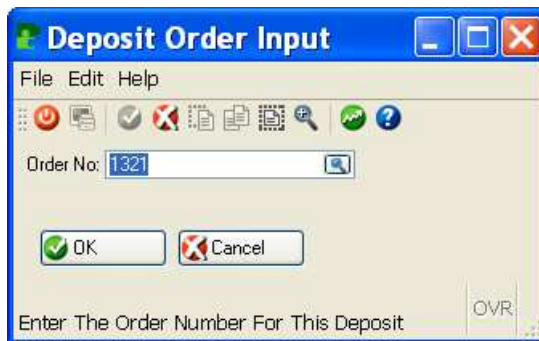 Deposit Order Input
File Edit Help
Order No: 1321
OK Cancel
Enter The Order Number For This Deposit OVR